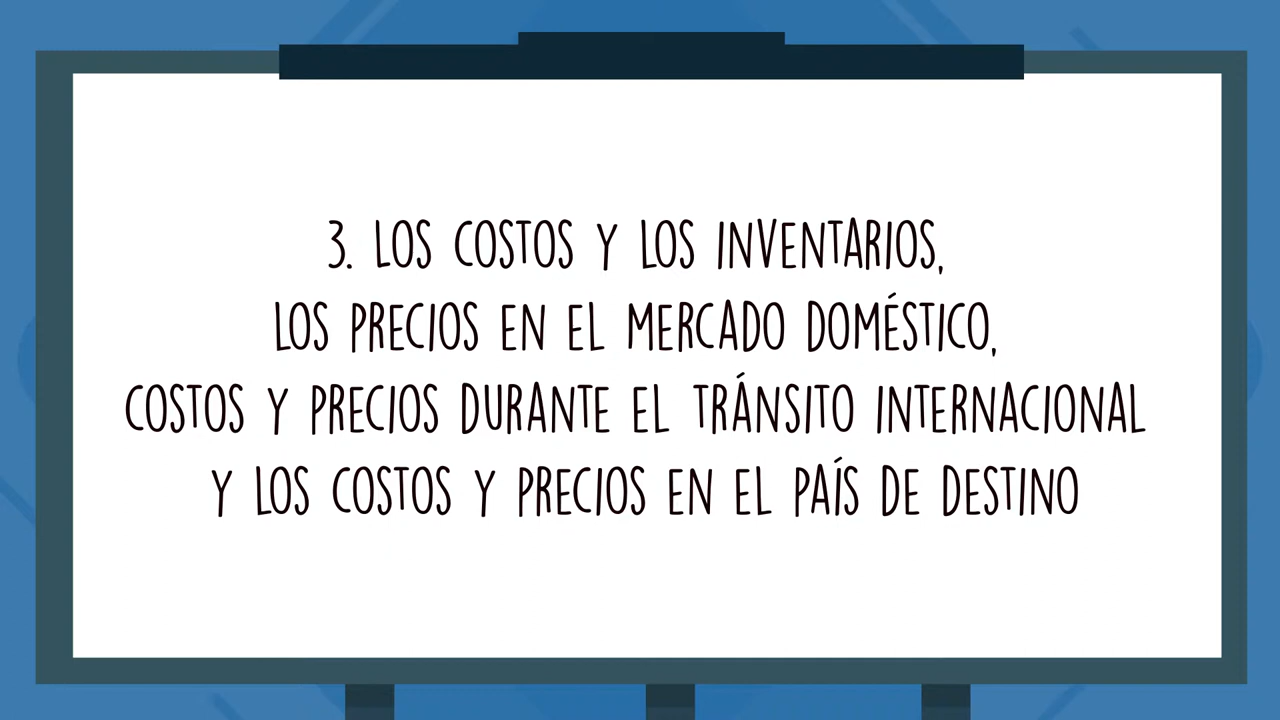 3. LOS COSTOS Y LOS INVENTARIOS,
LOS PRECIOS EN EL MERCADO DOMÉSTICO,
COSTOS Y PRECIOS DURANTE EL TRÁNSITO INTERNACIONAL
Y LOS COSTOS Y PRECIOS EN EL PAÍS DE DESTINO